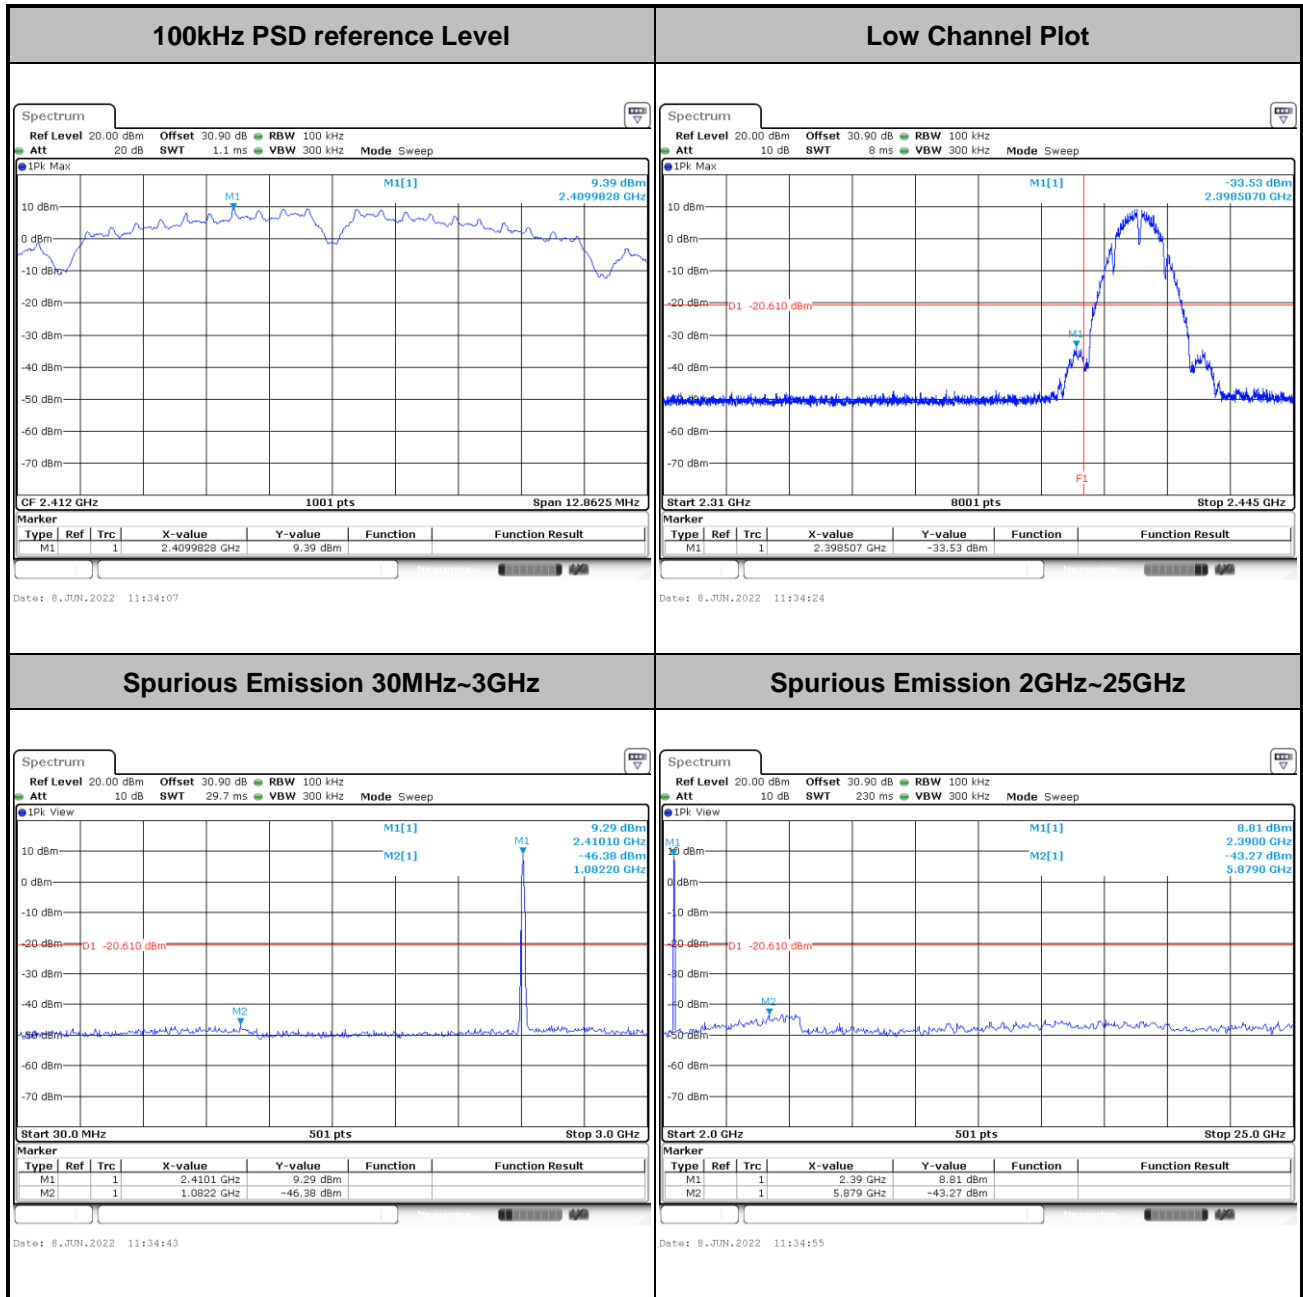 100kHz PSD reference Level
Spectrum
Ref Level 20.00 dBm Offset 30.90 dB RBW 100 kHz
Att 20 dB SWT 1.1 ms VBW 300 kHz Mode Sweep
1Pk Max
M1[1] 9.39 dBm
2.4099828 GHz
M1
10 dBm
0 dBm
-10 dBm
-20 dBm
-30 dBm
-40 dBm
-50 dBm
-60 dBm
-70 dBm
CF 2.412 GHz 1001 pts Span 12.8625 MHz
Marker
Type Ref Trc X-value Y-value Function Function Result
M1 1 2.4099828 GHz 9.39 dBm
Date: 8.JUN.2022 11:34:07
Low Channel Plot
Spectrum
Ref Level 20.00 dBm Offset 30.90 dB RBW 100 kHz
Att 10 dB SWT 8 ms VBW 300 kHz Mode Sweep
1Pk Max
M1[1] -33.53 dBm
2.3985070 GHz
10 dBm
0 dBm
-10 dBm
-20 dBm
D1 -20.610 dBm
-30 dBm
M1
-40 dBm
-50 dBm
-60 dBm
-70 dBm
F1
Start 2.31 GHz 8001 pts Stop 2.445 GHz
Marker
Type Ref Trc X-value Y-value Function Function Result
M1 1 2.398507 GHz -33.53 dBm
Measuring
Date: 8.JUN.2022 11:34:24
Spurious Emission 30MHz~3GHz
Spectrum
Ref Level 20.00 dBm Offset 30.90 dB RBW 100 kHz
Att 10 dB SWT 29.7 ms VBW 300 kHz Mode Sweep
1Pk View
M1[1] 9.29 dBm
M1 2.41010 GHz
M2[1] -46.38 dBm
1.08220 GHz
10 dBm
0 dBm
-10 dBm
-20 dBm
D1 -20.610 dBm
-30 dBm
-40 dBm
M2
-50 dBm
-60 dBm
-70 dBm
Start 30.0 MHz 501 pts Stop 3.0 GHz
Marker
Type Ref Trc X-value Y-value Function Function Result
M1 1 2.4101 GHz 9.29 dBm
M2 1 1.0822 GHz -46.38 dBm
Date: 8.JUN.2022 11:34:43
Spurious Emission 2GHz~25GHz
Spectrum
Ref Level 20.00 dBm Offset 30.90 dB RBW 100 kHz
Att 10 dB SWT 230 ms VBW 300 kHz Mode Sweep
1Pk View
M1[1] 8.81 dBm
M1 2.3900 GHz
10 dBm
M2[1] -43.27 dBm
5.8790 GHz
0 dBm
-10 dBm
-20 dBm
D1 -20.610 dBm
-30 dBm
-40 dBm
M2
-50 dBm
-60 dBm
-70 dBm
Start 2.0 GHz 501 pts Stop 25.0 GHz
Marker
Type Ref Trc X-value Y-value Function Function Result
M1 1 2.39 GHz 8.81 dBm
M2 1 5.879 GHz -43.27 dBm
Date: 8.JUN.2022 11:34:55